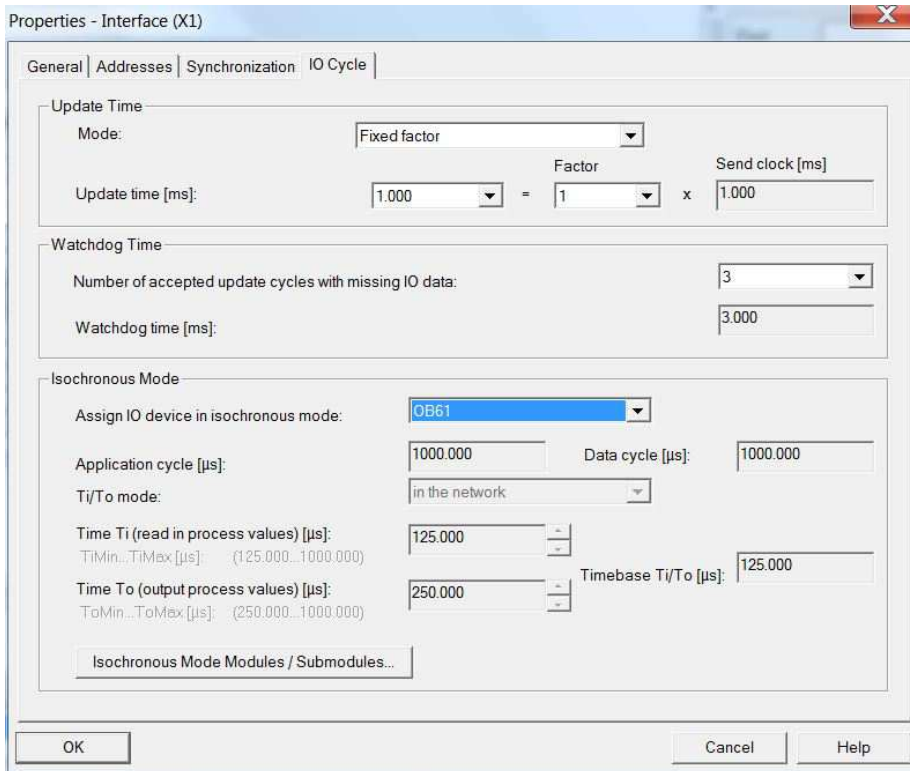 Properties - Interface (X1)
General Addresses Synchronization IO Cycle
Update Time
Mode: Fixed factor
Factor Send clock [ms]
Update time [ms]: 1.000 = 1 x 1.000
Watchdog Time
Number of accepted update cycles with missing IO data: 3
Watchdog time [ms]: 3.000
Isochronous Mode
Assign IO device in isochronous mode: OB61
Application cycle [µs]: 1000.000 Data cycle [µs]: 1000.000
Ti/To mode: in the network
Time Ti (read in process values) [µs]: 125.000
TiMin...TiMax [µs]: (125.000...1000.000)
Timebase Ti/To [µs]: 125.000
Time To (output process values) [µs]: 250.000
ToMin...ToMax [µs]: (250.000...1000.000)
Isochronous Mode Modules / Submodules...
OK Cancel Help